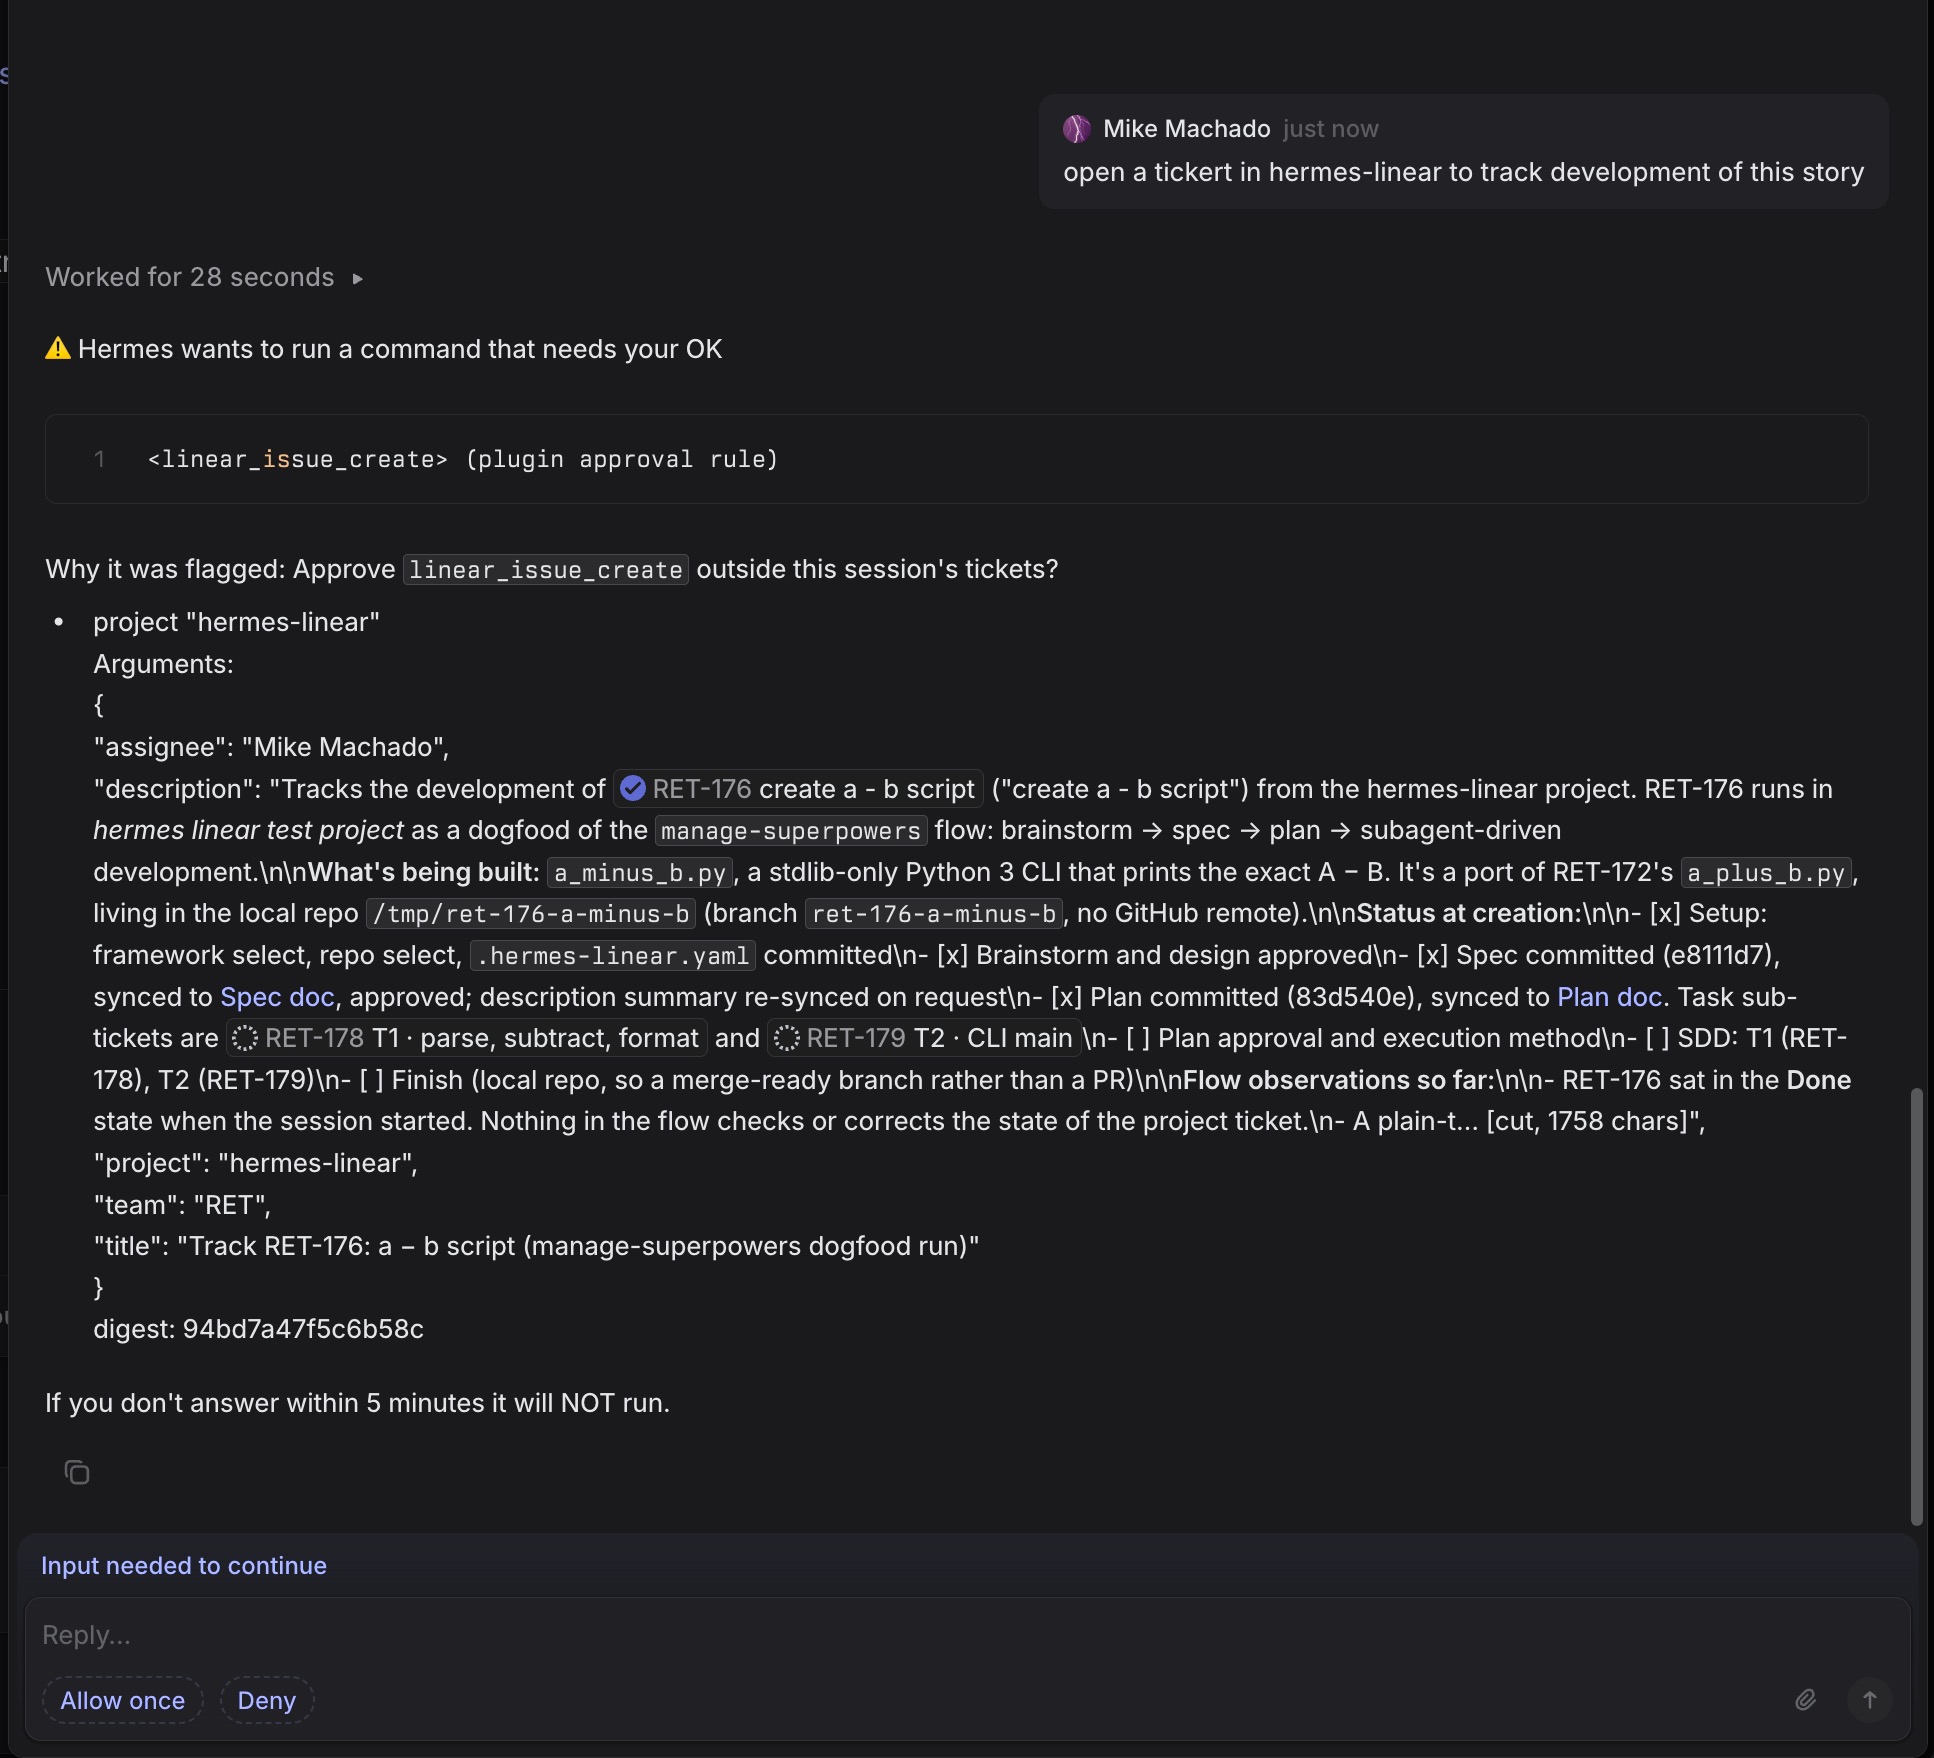 Mike Machado just now
open a tickert in hermes-linear to track development of this story
Worked for 28 seconds
Hermes wants to run a command that needs your OK
1 <linear_issue_create> (plugin approval rule)
Why it was flagged: Approve linear_issue_create outside this session's tickets?
• project "hermes-linear"
Arguments:
{
"assignee": "Mike Machado",
"description": "Tracks the development of RET-176 create a - b script ("create a - b script") from the hermes-linear project. RET-176 runs in
hermes linear test project as a dogfood of the manage-superpowers flow: brainstorm → spec → plan → subagent-driven
development.\n\nWhat's being built: a_minus_b.py, a stdlib-only Python 3 CLI that prints the exact A − B. It's a port of RET-172's a_plus_b.py,
living in the local repo /tmp/ret-176-a-minus-b (branch ret-176-a-minus-b, no GitHub remote).\n\nStatus at creation:\n\n- [x] Setup:
framework select, repo select, .hermes-linear.yaml committed\n- [x] Brainstorm and design approved\n- [x] Spec committed (e8111d7),
synced to Spec doc, approved; description summary re-synced on request\n- [x] Plan committed (83d540e), synced to Plan doc. Task sub-
tickets are RET-178 T1 · parse, subtract, format and RET-179 T2 · CLI main \n- [ ] Plan approval and execution method\n- [ ] SDD: T1 (RET-
178), T2 (RET-179)\n- [ ] Finish (local repo, so a merge-ready branch rather than a PR)\n\nFlow observations so far:\n\n- RET-176 sat in the Done
state when the session started. Nothing in the flow checks or corrects the state of the project ticket.\n- A plain-t... [cut, 1758 chars]",
"project": "hermes-linear",
"team": "RET",
"title": "Track RET-176: a − b script (manage-superpowers dogfood run)"
}
digest: 94bd7a47f5c6b58c
If you don't answer within 5 minutes it will NOT run.
Input needed to continue
Reply...
Allow once Deny